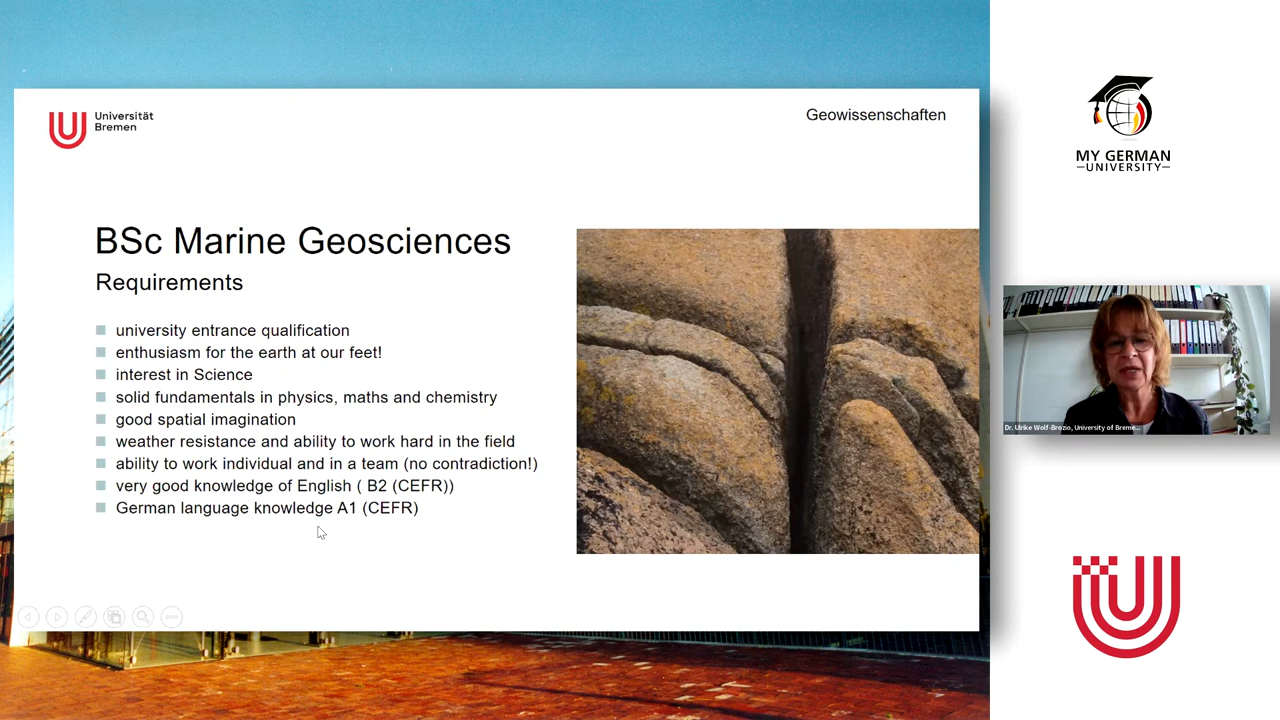 Universität
Bremen
Geowissenschaften
BSc Marine Geosciences
Requirements
university entrance qualification
enthusiasm for the earth at our feet!
interest in Science
solid fundamentals in physics, maths and chemistry
good spatial imagination
weather resistance and ability to work hard in the field
ability to work individual and in a team (no contradiction!)
very good knowledge of English ( B2 (CEFR))
German language knowledge A1 (CEFR)
MY GERMAN
UNIVERSITY
Dr. Ulrike Wolf-Brozio, University of Breme...